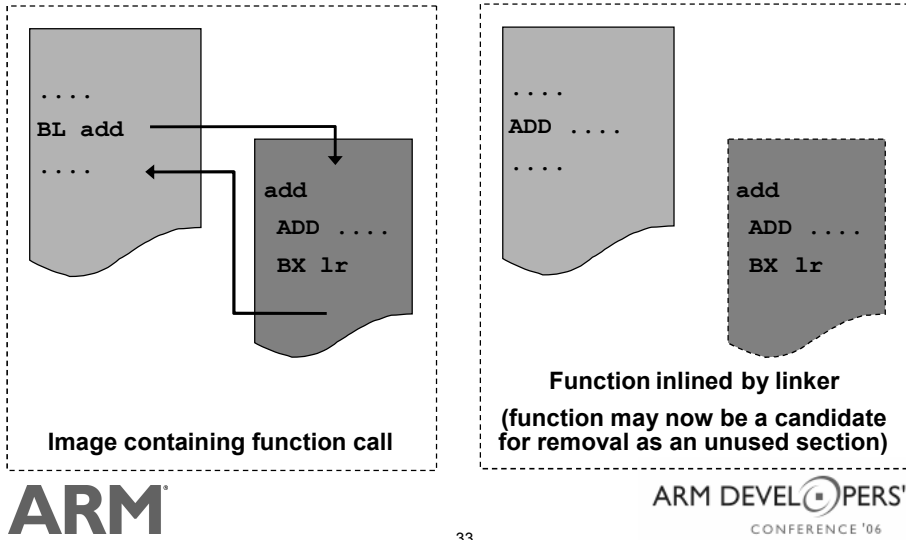 ....
BL add
....
add
ADD ....
BX lr
Image containing function call
....
ADD ....
....
add
ADD ....
BX lr
Function inlined by linker
(function may now be a candidate
for removal as an unused section)
ARM®
33
ARM DEVELOPERS'
CONFERENCE '06